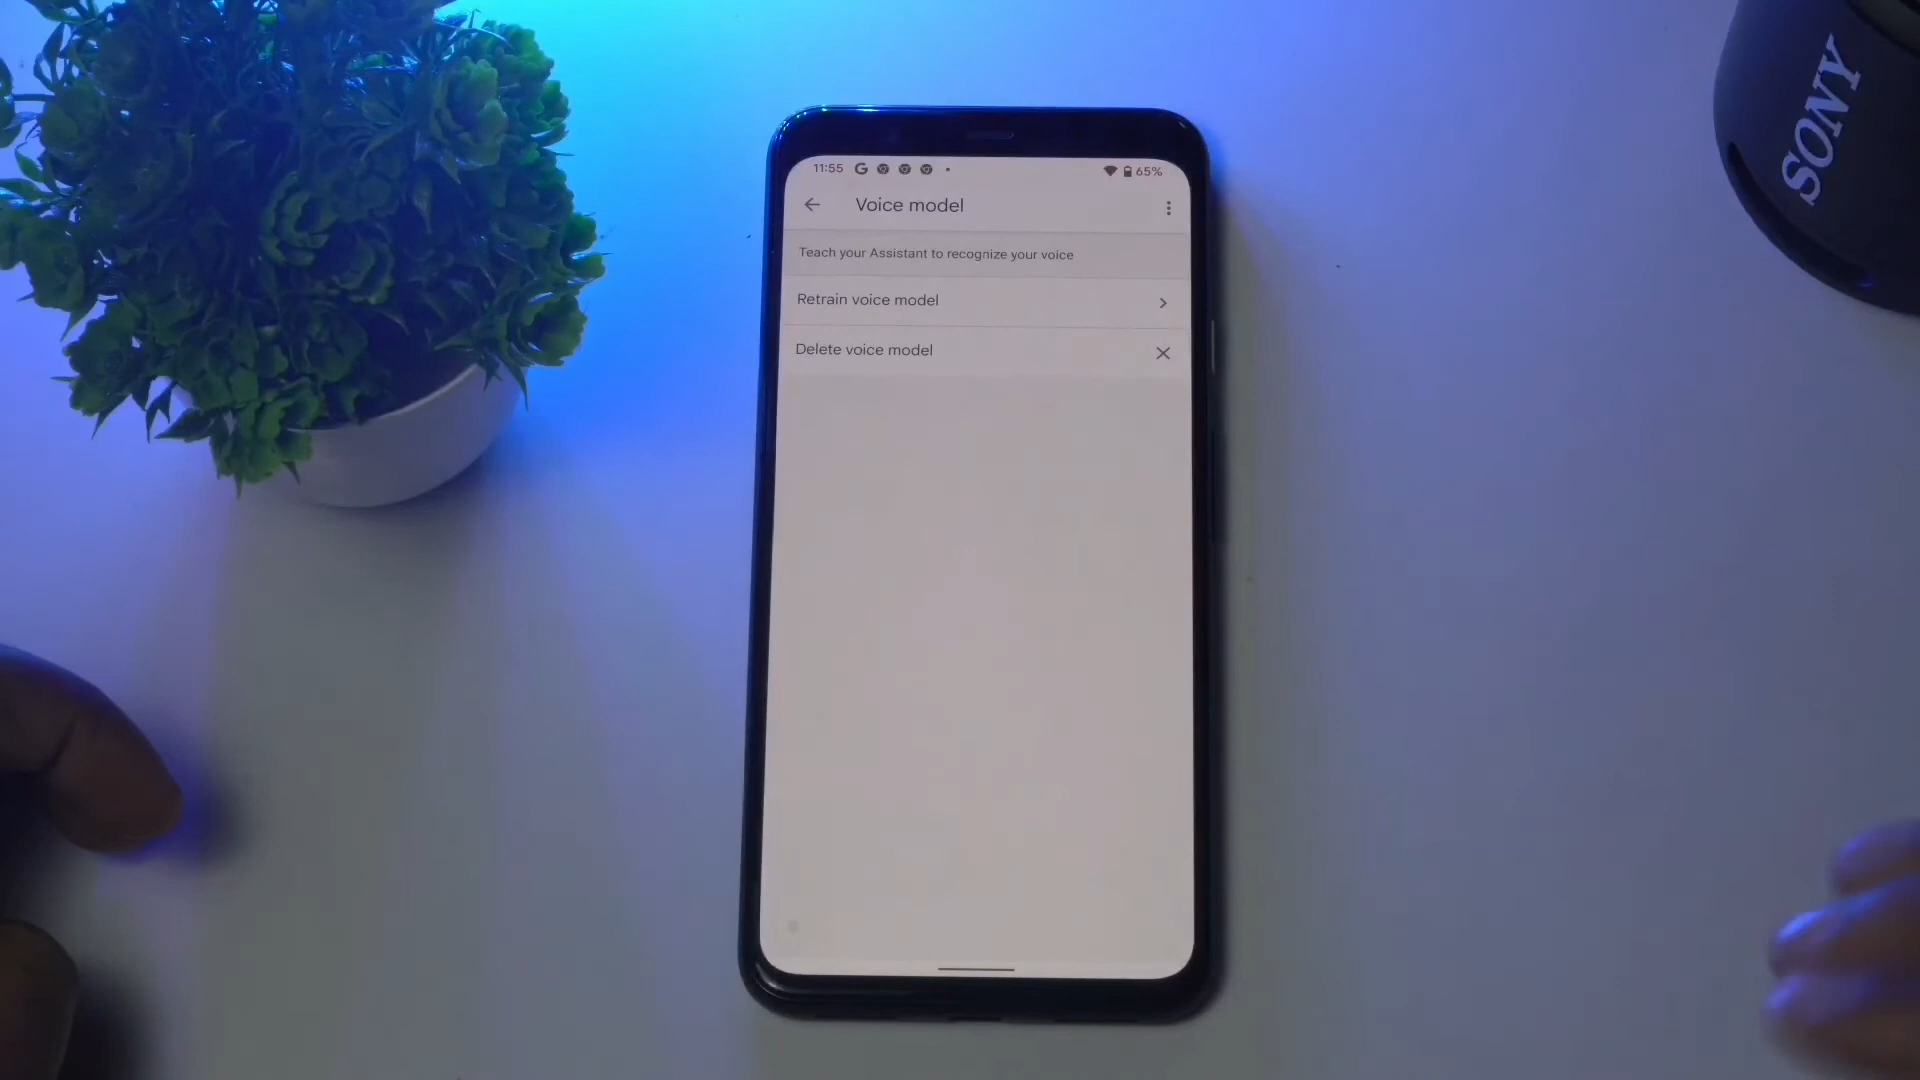 SONY
11:55 G 65%
Voice model
Teach your Assistant to recognize your voice
Retrain voice model
Delete voice model